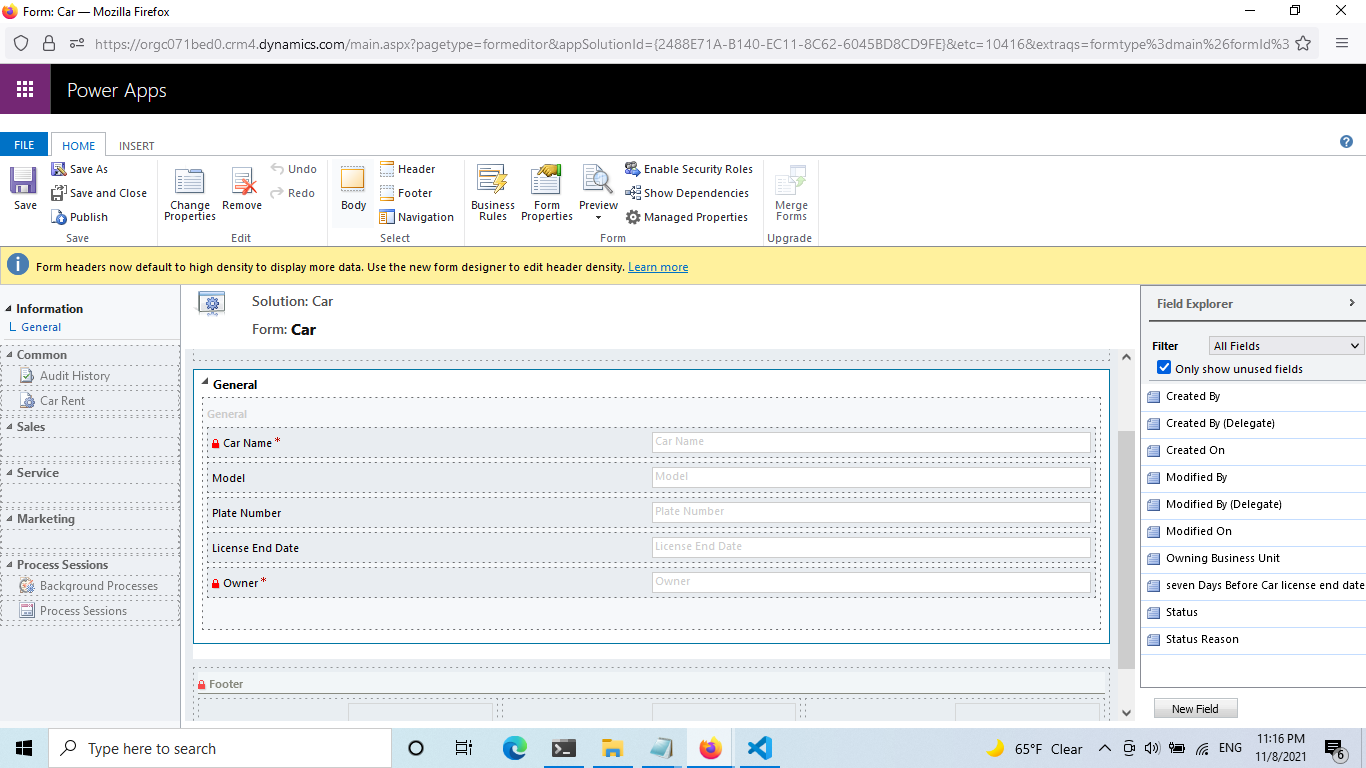 Form: Car — Mozilla Firefox
https://orgc071bed0.crm4.dynamics.com/main.aspx?pagetype=formeditor&appSolutionId={2488E71A-B140-EC11-8C62-6045BD8CD9FE}&etc=10416&extraqs=formtype%3dmain%26formId%3
Power Apps
FILE HOME INSERT
Save
Save As
Save and Close
Publish
Save
Change Properties
Remove
Undo
Redo
Edit
Body
Header
Footer
Navigation
Select
Business Rules
Form Properties
Preview
Enable Security Roles
Show Dependencies
Managed Properties
Form
Merge Forms
Upgrade
Form headers now default to high density to display more data. Use the new form designer to edit header density. Learn more
Information
General
Common
Audit History
Car Rent
Sales
Service
Marketing
Process Sessions
Background Processes
Process Sessions
Solution: Car
Form: Car
General
General
Car Name * Car Name
Model Model
Plate Number Plate Number
License End Date License End Date
Owner * Owner
Footer
Field Explorer
Filter All Fields
Only show unused fields
Created By
Created By (Delegate)
Created On
Modified By
Modified By (Delegate)
Modified On
Owning Business Unit
seven Days Before Car license end date
Status
Status Reason
New Field
Type here to search
65°F Clear
ENG
11:16 PM
11/8/2021
6